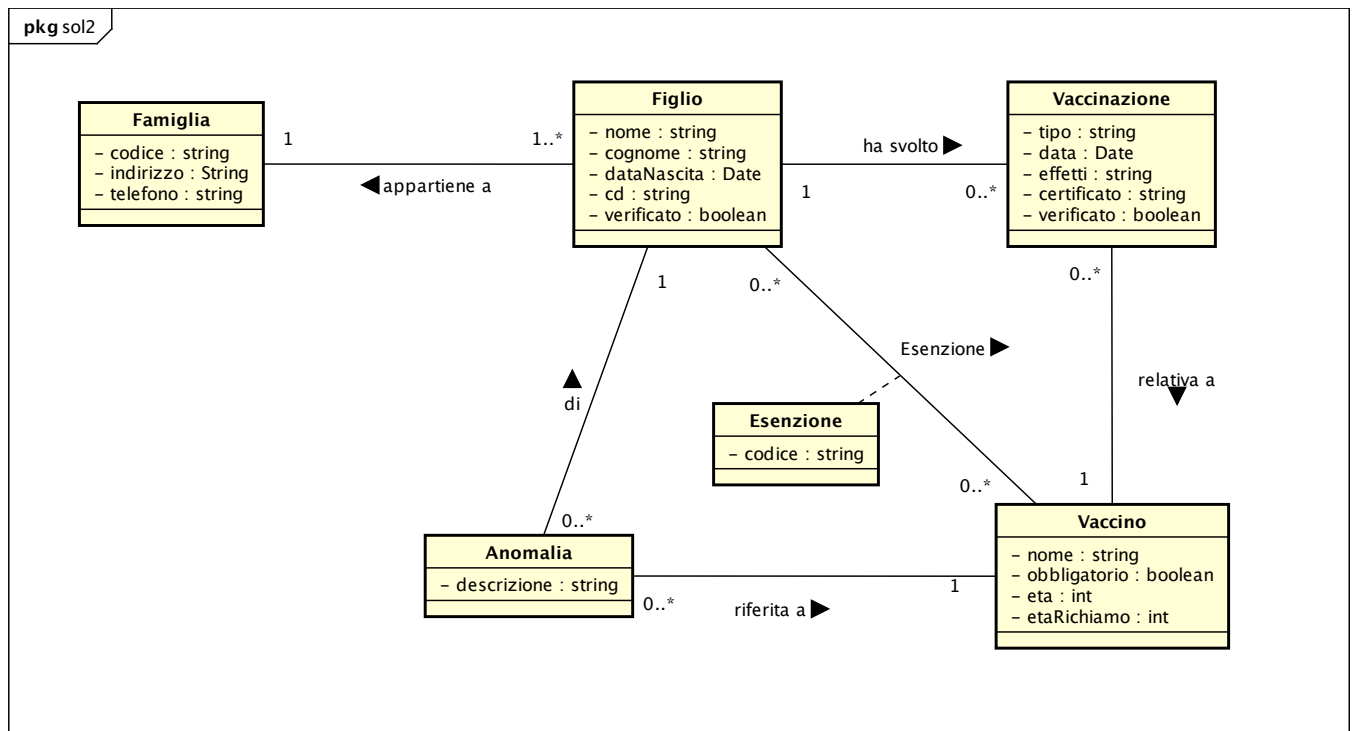 pkg sol2
Famiglia
– codice : string
– indirizzo : String
– telefono : string
1
1..*
appartiene a
Figlio
– nome : string
– cognome : string
– dataNascita : Date
– cd : string
– verificato : boolean
ha svolto
1
0..*
Vaccinazione
– tipo : string
– data : Date
– effetti : string
– certificato : string
– verificato : boolean
1
0..*
0..*
Esenzione
relativa a
di
Esenzione
– codice : string
0..*
1
0..*
Anomalia
– descrizione : string
0..*
riferita a
1
Vaccino
– nome : string
– obbligatorio : boolean
– eta : int
– etaRichiamo : int